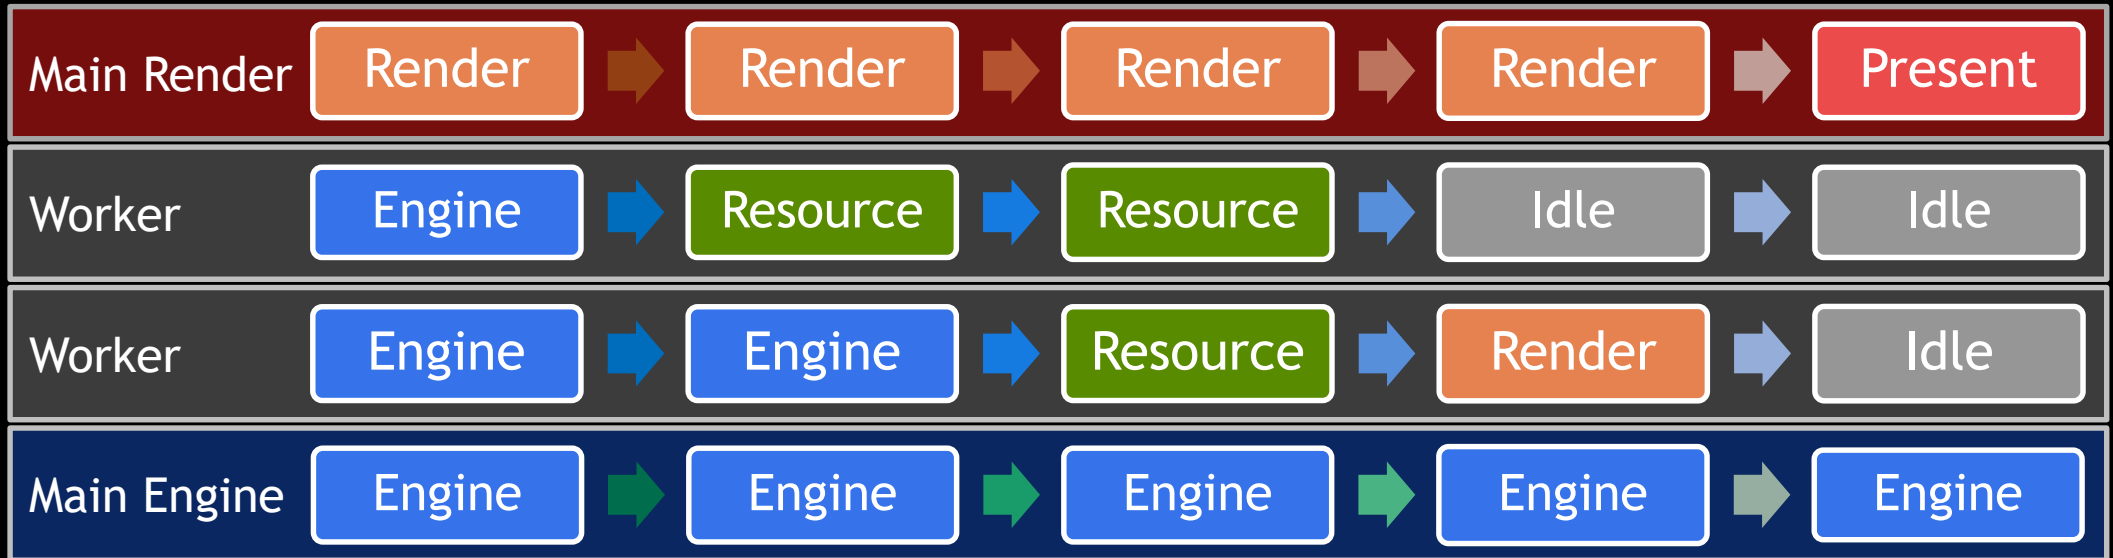 Main Render Render Render Render Render Present
Worker Engine Resource Resource Idle Idle
Worker Engine Engine Resource Render Idle
Main Engine Engine Engine Engine Engine Engine